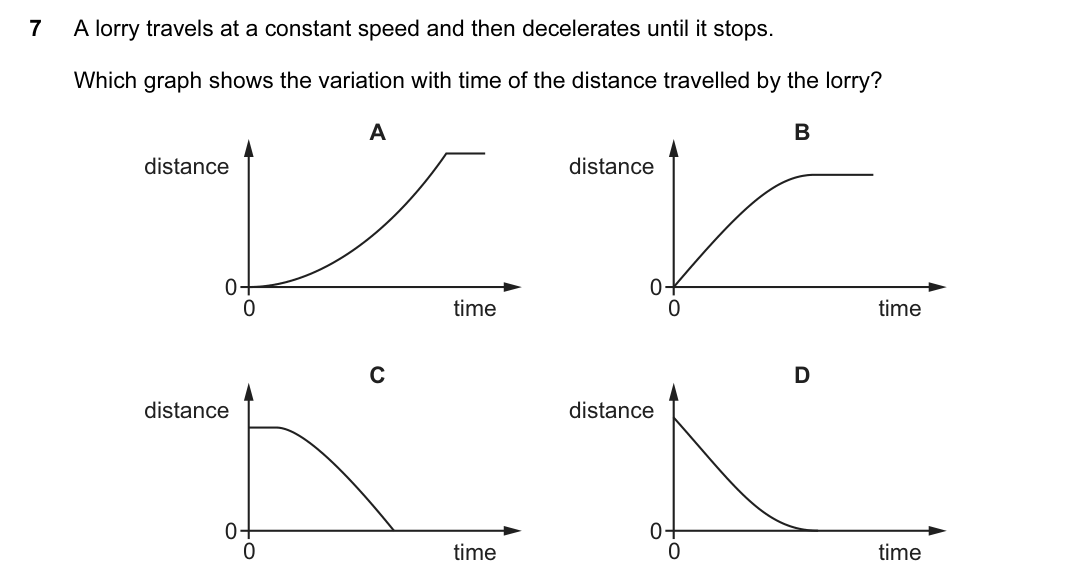 7 A lorry travels at a constant speed and then decelerates until it stops.
Which graph shows the variation with time of the distance travelled by the lorry?
A
distance
0
0
time
B
distance
0
0
time
C
distance
0
0
time
D
distance
0
0
time